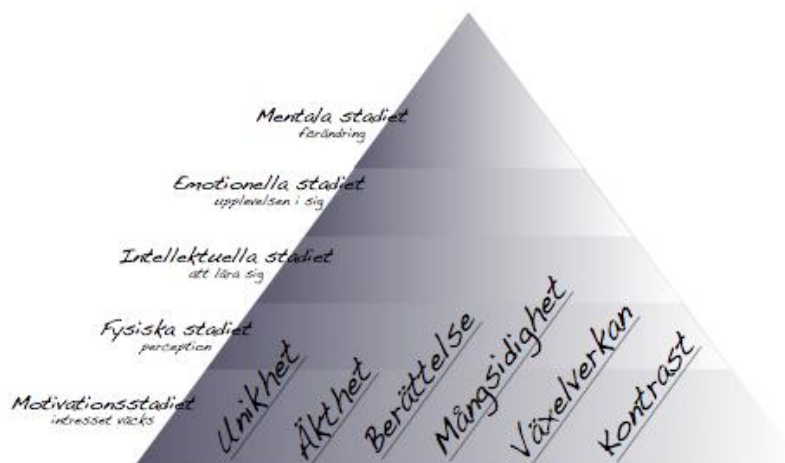 Mentala stadiet
förändring
Emotionella stadiet
upplevelsen i sig
Intellektuella stadiet
att lära sig
Fysiska stadiet
perception
Motivationsstadiet
intresset väcks
Unikhet
Äkthet
Berättelse
Mångsidighet
Växelverkan
Kontrast